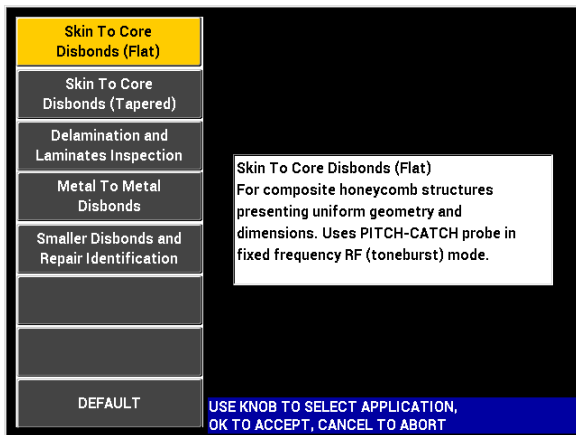 Skin To Core
Disbonds (Flat)
Skin To Core
Disbonds (Tapered)
Delamination and
Laminates Inspection
Metal To Metal
Disbonds
Smaller Disbonds and
Repair Identification
DEFAULT
Skin To Core Disbonds (Flat)
For composite honeycomb structures
presenting uniform geometry and
dimensions. Uses PITCH-CATCH probe in
fixed frequency RF (toneburst) mode.
USE KNOB TO SELECT APPLICATION,
OK TO ACCEPT, CANCEL TO ABORT